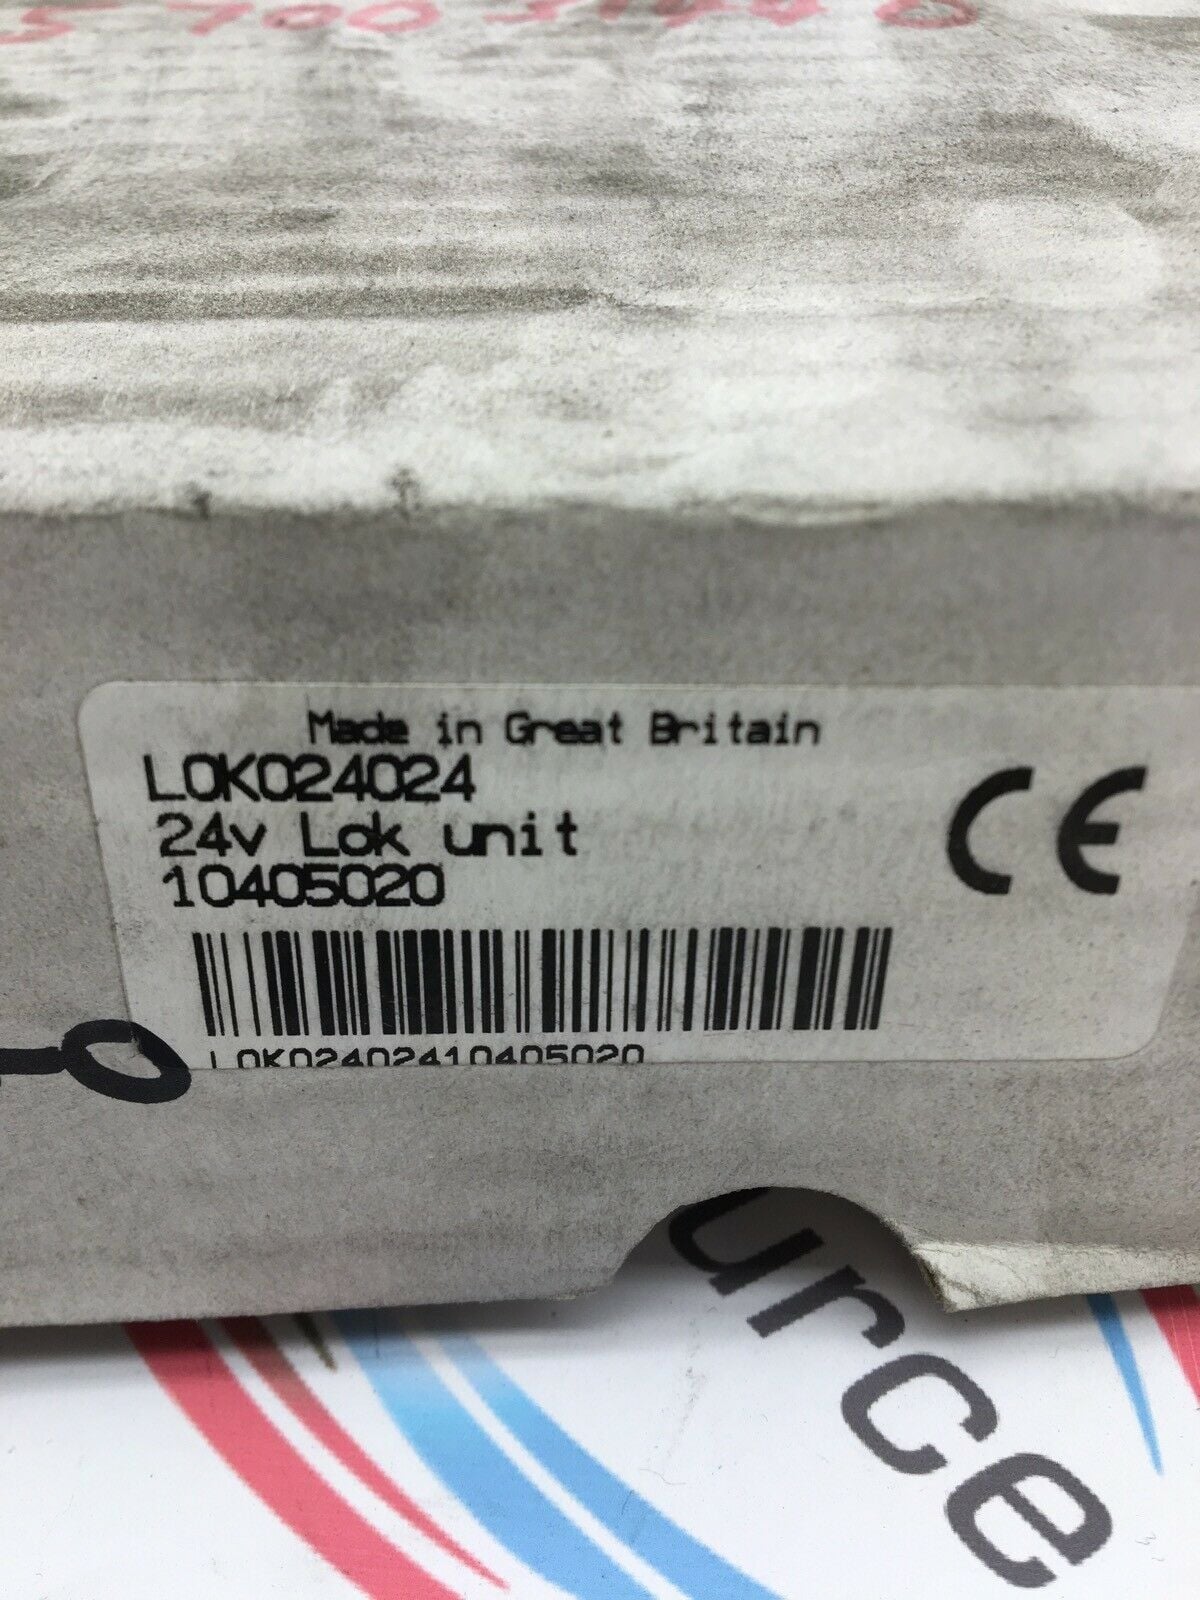 Made in Great Britain
LOK024024
24v Lok unit
10405020
CE
LOK02402410405020
urce